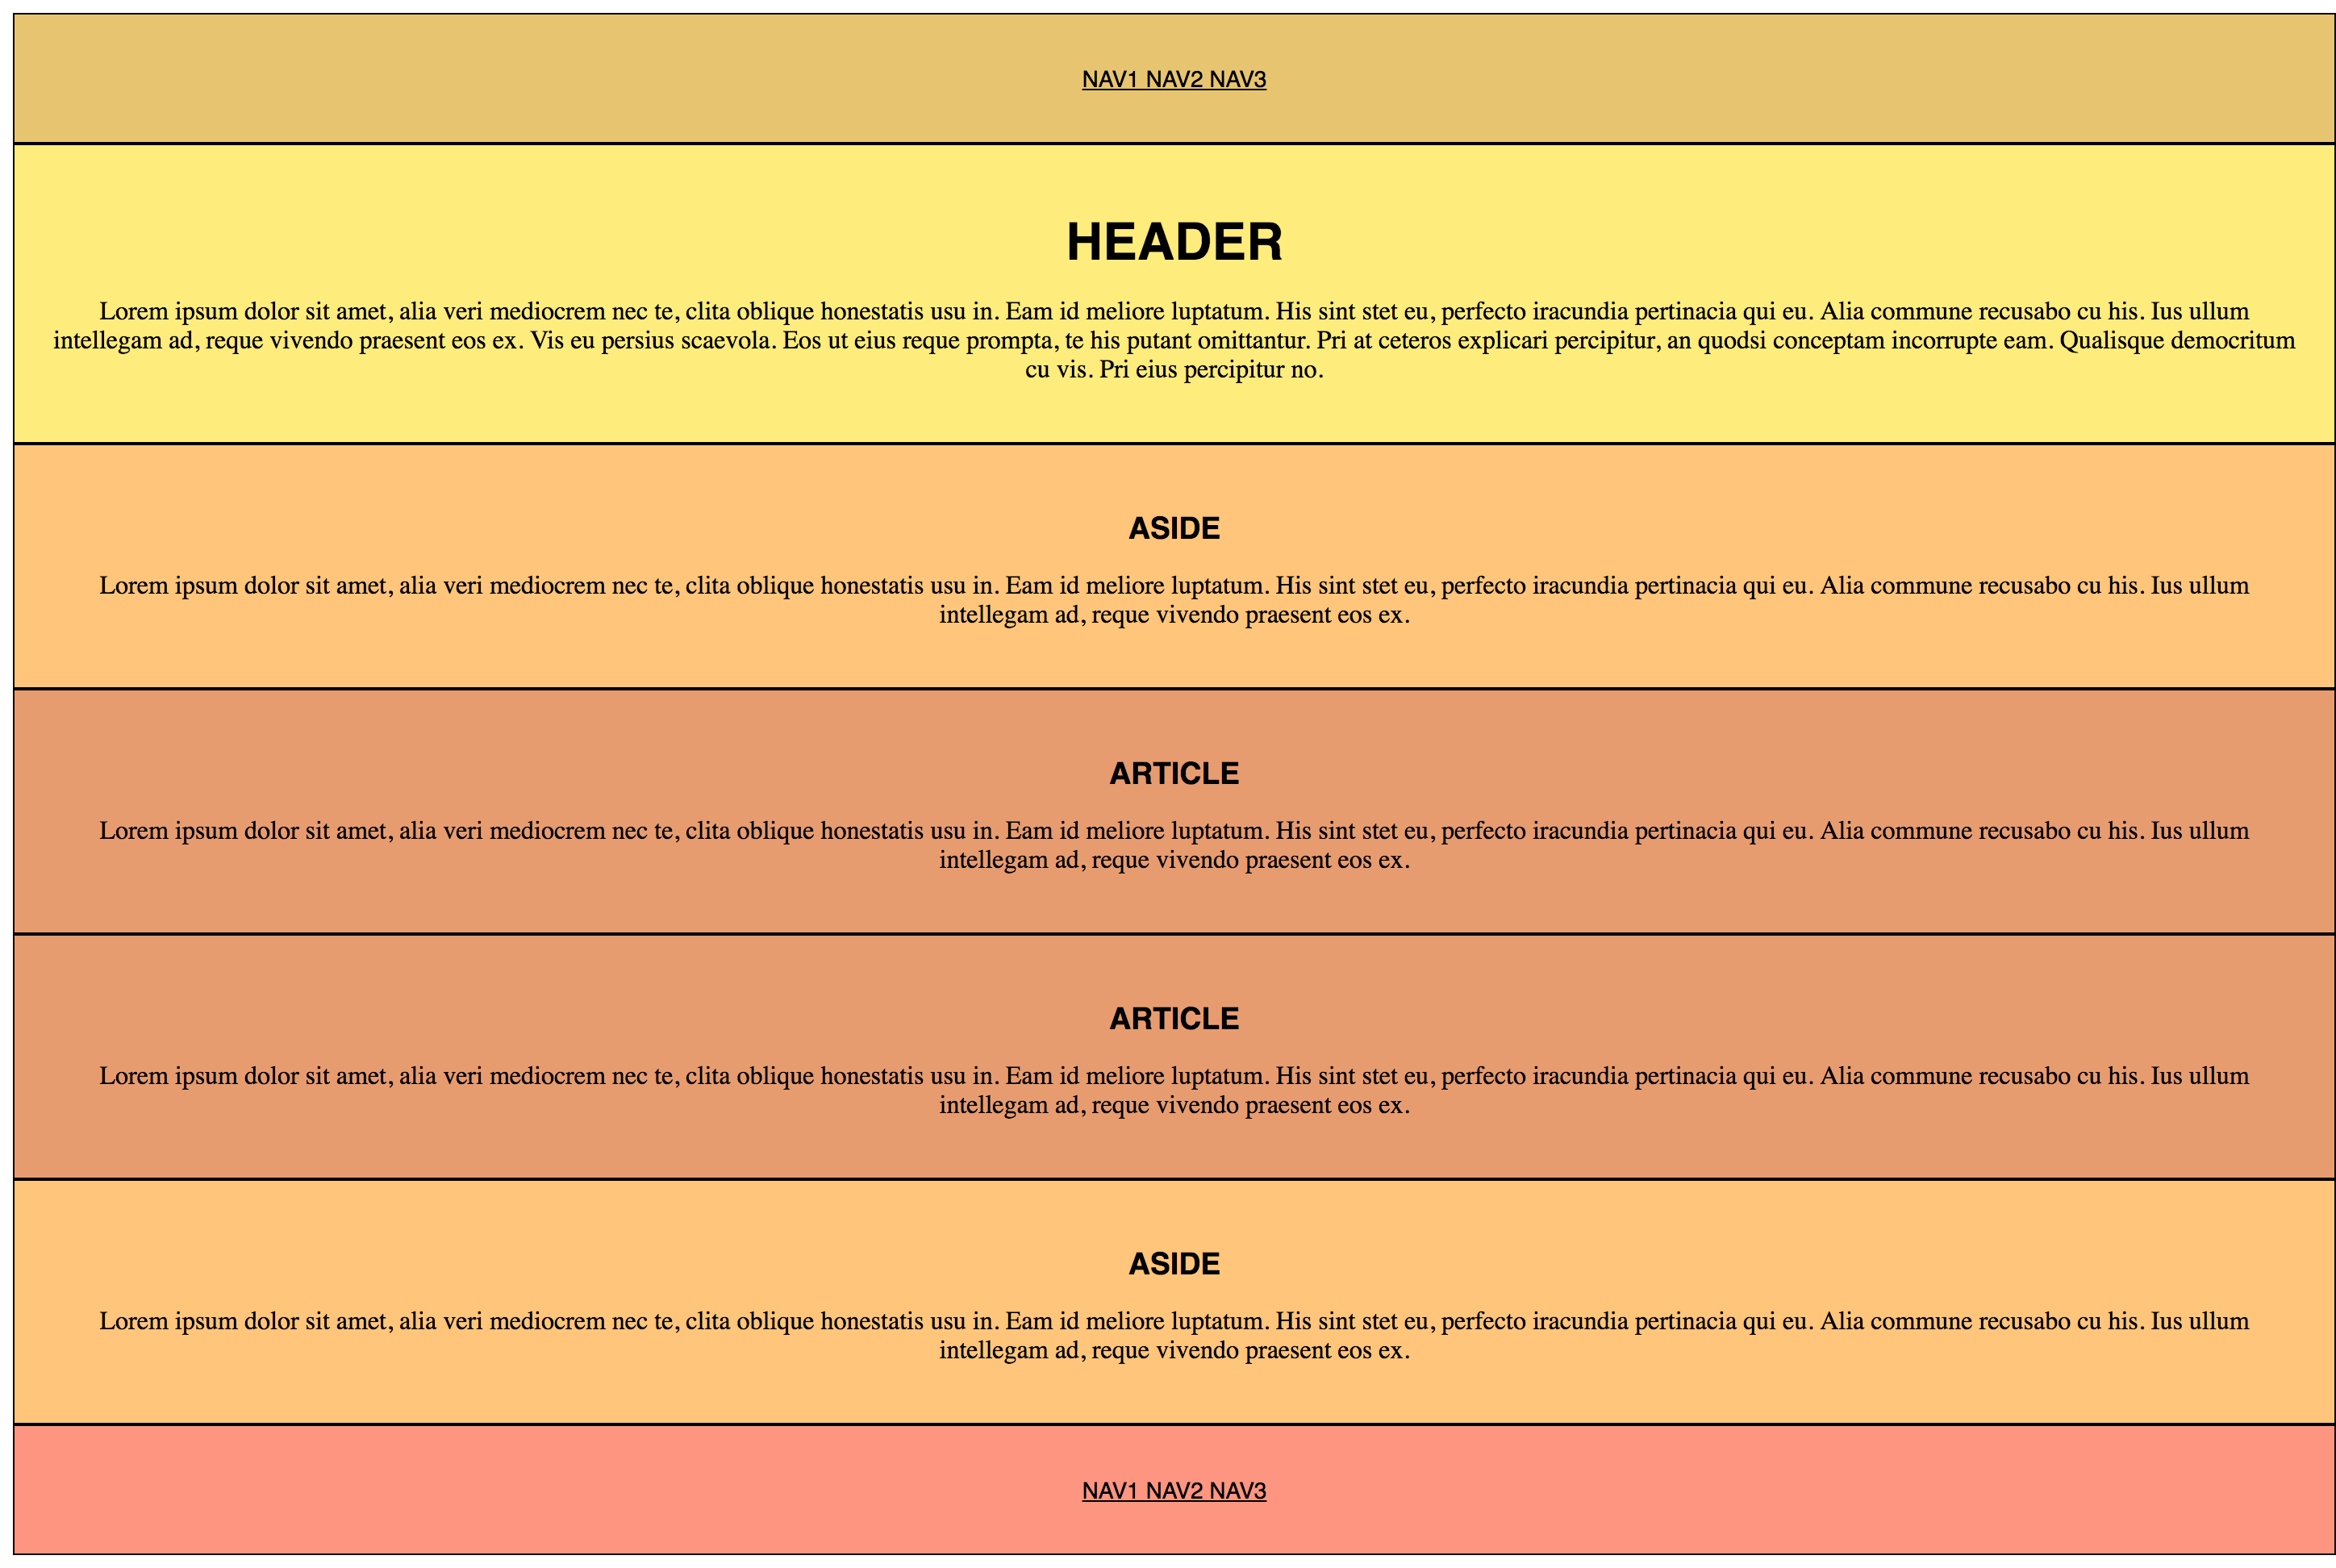 NAV1 NAV2 NAV3
HEADER
Lorem ipsum dolor sit amet, alia veri mediocrem nec te, clita oblique honestatis usu in. Eam id meliore luptatum. His sint stet eu, perfecto iracundia pertinacia qui eu. Alia commune recusabo cu his. Ius ullum
intellegam ad, reque vivendo praesent eos ex. Vis eu persius scaevola. Eos ut eius reque prompta, te his putant omittantur. Pri at ceteros explicari percipitur, an quodsi conceptam incorrupte eam. Qualisque democritum
cu vis. Pri eius percipitur no.
ASIDE
Lorem ipsum dolor sit amet, alia veri mediocrem nec te, clita oblique honestatis usu in. Eam id meliore luptatum. His sint stet eu, perfecto iracundia pertinacia qui eu. Alia commune recusabo cu his. Ius ullum
intellegam ad, reque vivendo praesent eos ex.
ARTICLE
Lorem ipsum dolor sit amet, alia veri mediocrem nec te, clita oblique honestatis usu in. Eam id meliore luptatum. His sint stet eu, perfecto iracundia pertinacia qui eu. Alia commune recusabo cu his. Ius ullum
intellegam ad, reque vivendo praesent eos ex.
ARTICLE
Lorem ipsum dolor sit amet, alia veri mediocrem nec te, clita oblique honestatis usu in. Eam id meliore luptatum. His sint stet eu, perfecto iracundia pertinacia qui eu. Alia commune recusabo cu his. Ius ullum
intellegam ad, reque vivendo praesent eos ex.
ASIDE
Lorem ipsum dolor sit amet, alia veri mediocrem nec te, clita oblique honestatis usu in. Eam id meliore luptatum. His sint stet eu, perfecto iracundia pertinacia qui eu. Alia commune recusabo cu his. Ius ullum
intellegam ad, reque vivendo praesent eos ex.
NAV1 NAV2 NAV3